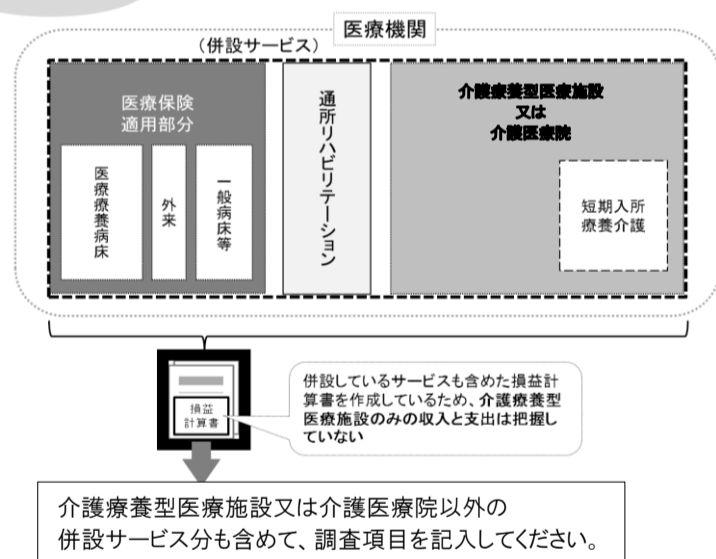 医療機関
（併設サービス）
医療保険
適用部分
医療療養病床
外来
一般病床等
通所リハビリテーション
介護療養型医療施設
又は
介護医療院
短期入所
療養介護
損益
計算書
併設しているサービスも含めた損益計
算書を作成しているため、介護療養型
医療施設のみの収入と支出は把握し
ていない
介護療養型医療施設又は介護医療院以外の
併設サービス分も含めて、調査項目を記入してください。